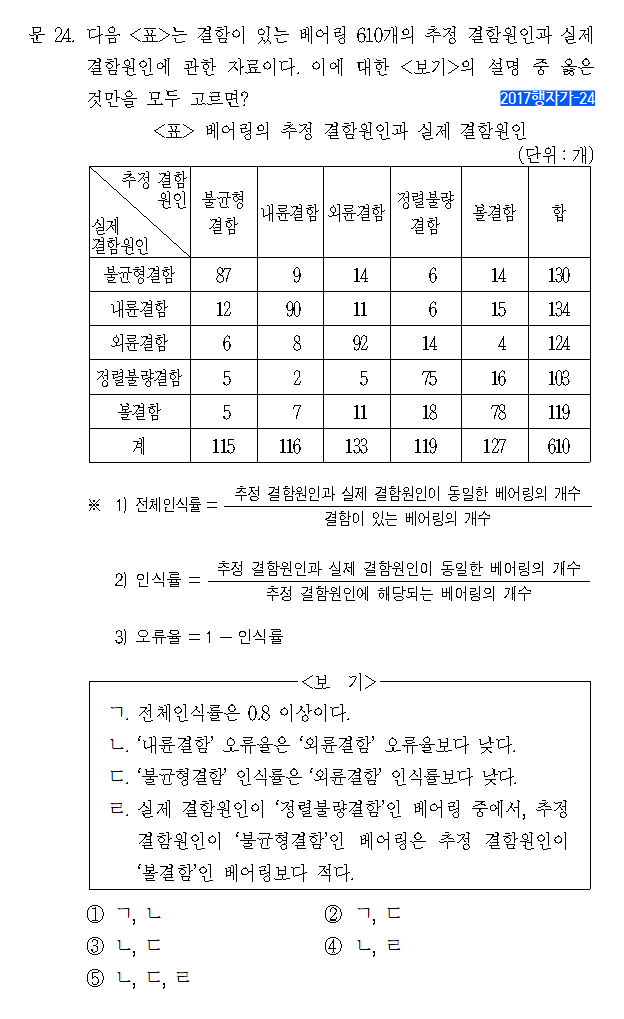 문 24. 다음 <표>는 결함이 있는 베어링 610개의 추정 결함원인과 실제
결함원인에 관한 자료이다. 이에 대한 <보기>의 설명 중 옳은
것만을 모두 고르면?
2017행자가-24
<표> 베어링의 추정 결함원인과 실제 결함원인
(단위 : 개)
추정 결함
원인
실제
결함원인
불균형
결함
내륜결함
외륜결함
정렬불량
결함
볼결함
합
불균형결함 87 9 14 6 14 130
내륜결함 12 90 11 6 15 134
외륜결함 6 8 92 14 4 124
정렬불량결함 5 2 5 75 16 103
볼결함 5 7 11 18 78 119
계 115 116 133 119 127 610
※ 1) 전체인식률 = 추정 결함원인과 실제 결함원인이 동일한 베어링의 개수
결함이 있는 베어링의 개수
2) 인식률 = 추정 결함원인과 실제 결함원인이 동일한 베어링의 개수
추정 결함원인에 해당되는 베어링의 개수
3) 오류율 = 1 - 인식률
<보 기>
ㄱ. 전체인식률은 0.8 이상이다.
ㄴ. ‘내륜결함’ 오류율은 ‘외륜결함’ 오류율보다 낮다.
ㄷ. ‘불균형결함’ 인식률은 ‘외륜결함’ 인식률보다 낮다.
ㄹ. 실제 결함원인이 ‘정렬불량결함’인 베어링 중에서, 추정
결함원인이 ‘불균형결함’인 베어링은 추정 결함원인이
‘볼결함’인 베어링보다 적다.
① ㄱ, ㄴ ② ㄱ, ㄷ
③ ㄴ, ㄷ ④ ㄴ, ㄹ
⑤ ㄴ, ㄷ, ㄹ